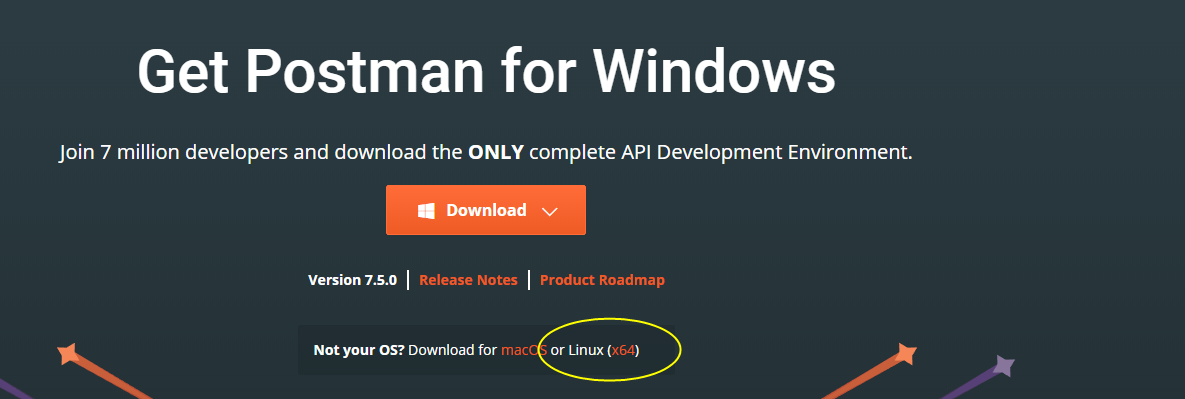 Get Postman for Windows
Join 7 million developers and download the ONLY complete API Development Environment.
Download
Version 7.5.0 | Release Notes | Product Roadmap
Not your OS? Download for macOS or Linux (x64)